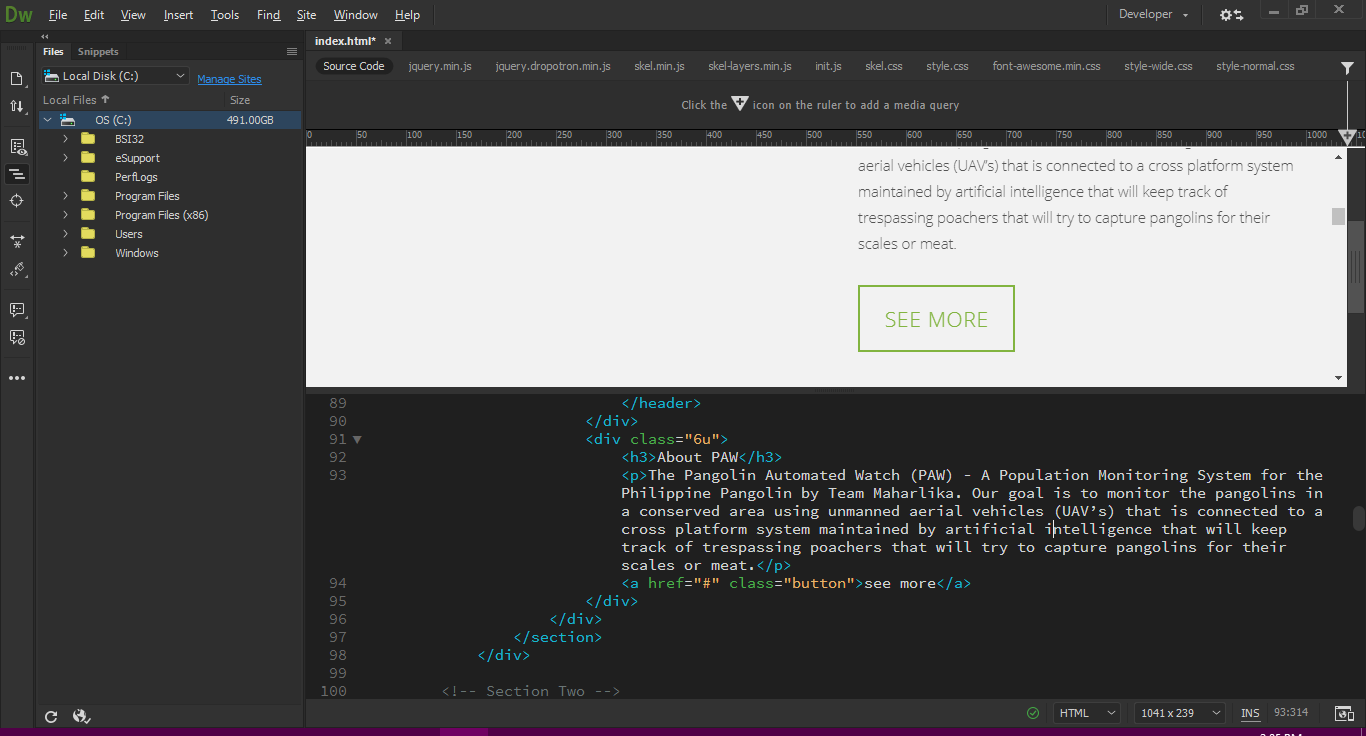 Dw File Edit View Insert Tools Find Site Window Help Developer
Files Snippets
index.html*
Local Disk (C:) Manage Sites
Source Code jquery.min.js jquery.dropotron.min.js skel.min.js skel-layers.min.js init.js skel.css style.css font-awesome.min.css style-wide.css style-normal.css
Local Files Size
Click the icon on the ruler to add a media query
OS (C:) 491.00GB
BSI32
eSupport
PerfLogs
Program Files
Program Files (x86)
Users
Windows
0 50 100 150 200 250 300 350 400 450 500 550 600 650 700 750 800 850 900 950 1000
aerial vehicles (UAV's) that is connected to a cross platform system
maintained by artificial intelligence that will keep track of
trespassing poachers that will try to capture pangolins for their
scales or meat.
SEE MORE
89 </header>
90 </div>
91 <div class="6u">
92 <h3>About PAW</h3>
93 <p>The Pangolin Automated Watch (PAW) - A Population Monitoring System for the
Philippine Pangolin by Team Maharlika. Our goal is to monitor the pangolins in
a conserved area using unmanned aerial vehicles (UAV’s) that is connected to a
cross platform system maintained by artificial intelligence that will keep
track of trespassing poachers that will try to capture pangolins for their
scales or meat.</p>
94 <a href="#" class="button">see more</a>
95 </div>
96 </div>
97 </section>
98 </div>
99
100 <!-- Section Two -->
HTML 1041 x 239 INS 93:314